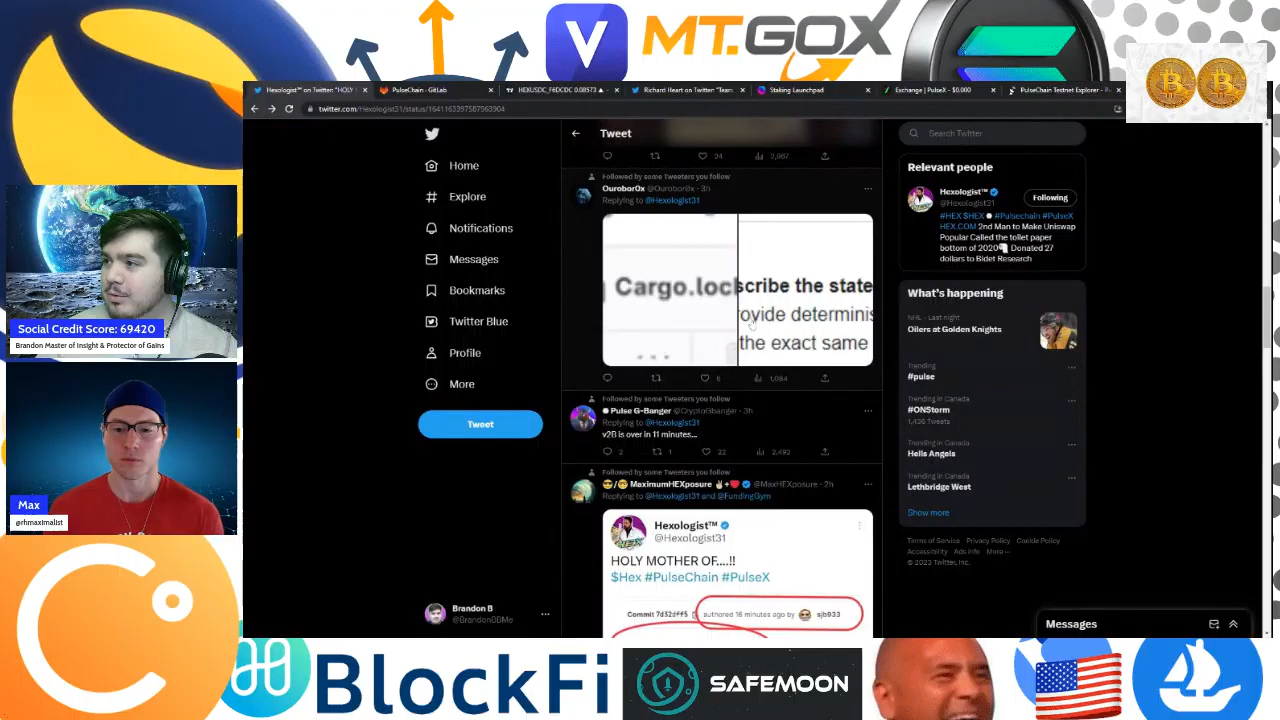 MT.GOX
Hexologist™ on Twitter: "HOLY
PulseChain · GitLab
HEXUSDC_F6DCDC 0.08573
Richard Heart on Twitter: "Team
Staking Launchpad
Exchange | PulseX - $0.000
PulseChain Testnet Explorer -
twitter.com/Hexologist31/status/1641163397587963904
Home
Explore
Notifications
Messages
Bookmarks
Twitter Blue
Profile
More
Tweet
Brandon B
@BrandonDDMe
Tweet
24
2,967
Followed by some Tweeters you follow
Ourobor0x @Ourobor0x · 3h
Replying to @Hexologist31
Cargo.loc
scribe the state
ovide determinis
the exact same
6
1,084
Followed by some Tweeters you follow
Pulse G-Banger @CryptoGbanger · 3h
Replying to @Hexologist31
v2B is over in 11 minutes...
2
1
22
2,492
Followed by some Tweeters you follow
MaximumHEXposure @MaxHEXposure · 2h
Replying to @Hexologist31 and @FundingGym
Hexologist™
@Hexologist31
HOLY MOTHER OF....!!
$Hex #PulseChain #PulseX
Commit 7d32dff5
authored 16 minutes ago by sjb933
Search Twitter
Relevant people
Hexologist™
@Hexologist31
Following
#HEX $HEX #Pulsechain #PulseX
HEX.COM 2nd Man to Make Uniswap
Popular Called the toilet paper
bottom of 2020 Donated 27
dollars to Bidet Research
What's happening
NHL · Last night
Oilers at Golden Knights
Trending
#pulse
Trending in Canada
#ONStorm
1,436 Tweets
Trending in Canada
Hells Angels
Trending in Canada
Lethbridge West
Show more
Terms of Service Privacy Policy Cookie Policy
Accessibility Ads info More ···
© 2023 Twitter, Inc.
Messages
Social Credit Score: 69420
Brandon Master of Insight & Protector of Gains
Max
@rhmaximalist
BlockFi
SAFEMOON